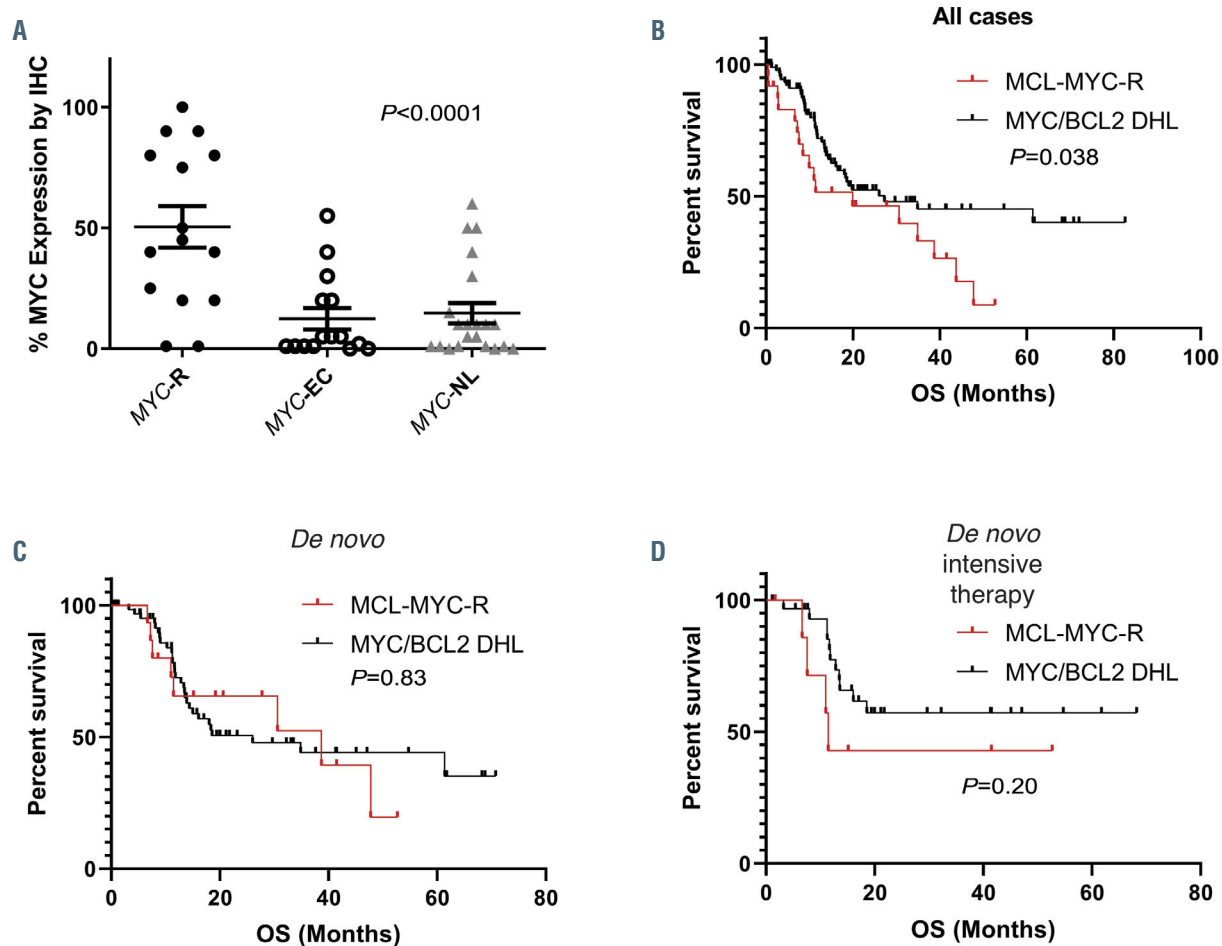 A
% MYC Expression by IHC
100
50
0
P<0.0001
MYC-R
MYC-EC
MYC-NL
B
All cases
Percent survival
100
50
0
MCL-MYC-R
MYC/BCL2 DHL
P=0.038
0 20 40 60 80 100
OS (Months)
C
De novo
Percent survival
100
50
0
MCL-MYC-R
MYC/BCL2 DHL
P=0.83
0 20 40 60 80
OS (Months)
D
De novo
intensive
therapy
Percent survival
100
50
0
MCL-MYC-R
MYC/BCL2 DHL
P=0.20
0 20 40 60 80
OS (Months)